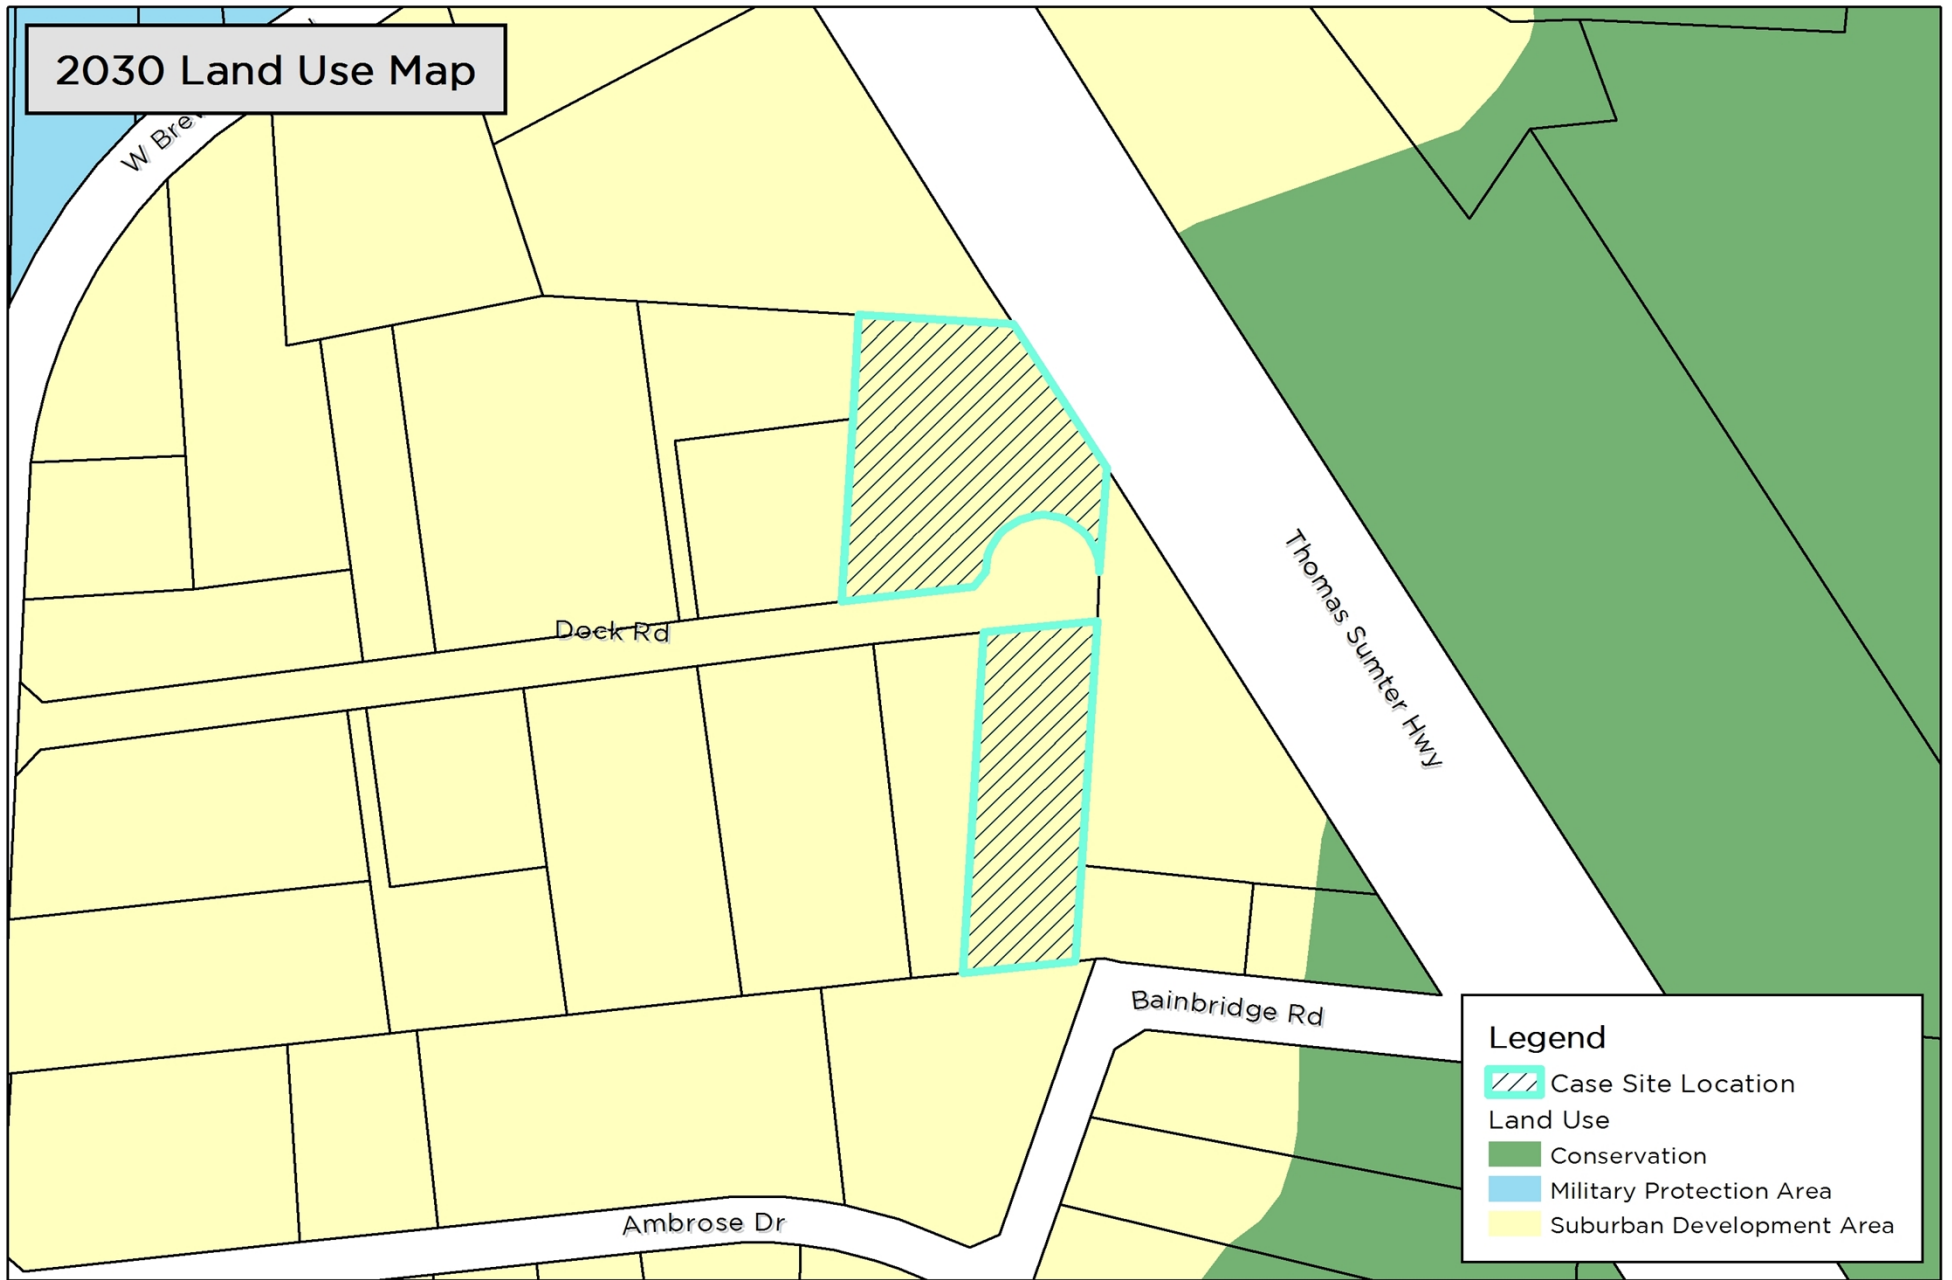 2030 Land Use Map
W
Dock Rd
Thomas Sumter Hwy
Bainbridge Rd
Ambrose Dr
Legend
Case Site Location
Land Use
Conservation
Military Protection Area
Suburban Development Area